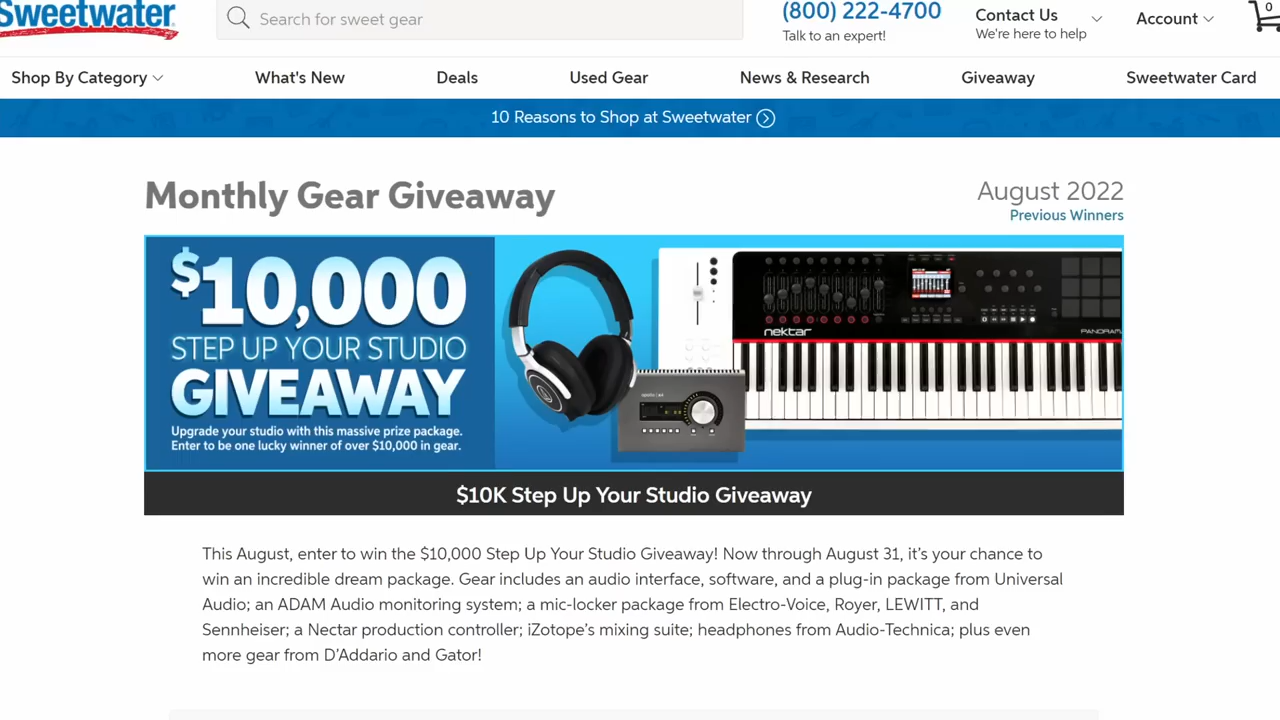 Sweetwater
Search for sweet gear
(800) 222-4700
Talk to an expert!
Contact Us
We're here to help
Account
0
Shop By Category
What's New
Deals
Used Gear
News & Research
Giveaway
Sweetwater Card
10 Reasons to Shop at Sweetwater
Monthly Gear Giveaway
August 2022
Previous Winners
$10,000
STEP UP YOUR STUDIO
GIVEAWAY
Upgrade your studio with this massive prize package.
Enter to be one lucky winner of over $10,000 in gear.
nektar
PANORAMA
$10K Step Up Your Studio Giveaway
This August, enter to win the $10,000 Step Up Your Studio Giveaway! Now through August 31, it’s your chance to
win an incredible dream package. Gear includes an audio interface, software, and a plug-in package from Universal
Audio; an ADAM Audio monitoring system; a mic-locker package from Electro-Voice, Royer, LEWITT, and
Sennheiser; a Nectar production controller; iZotope’s mixing suite; headphones from Audio-Technica; plus even
more gear from D’Addario and Gator!